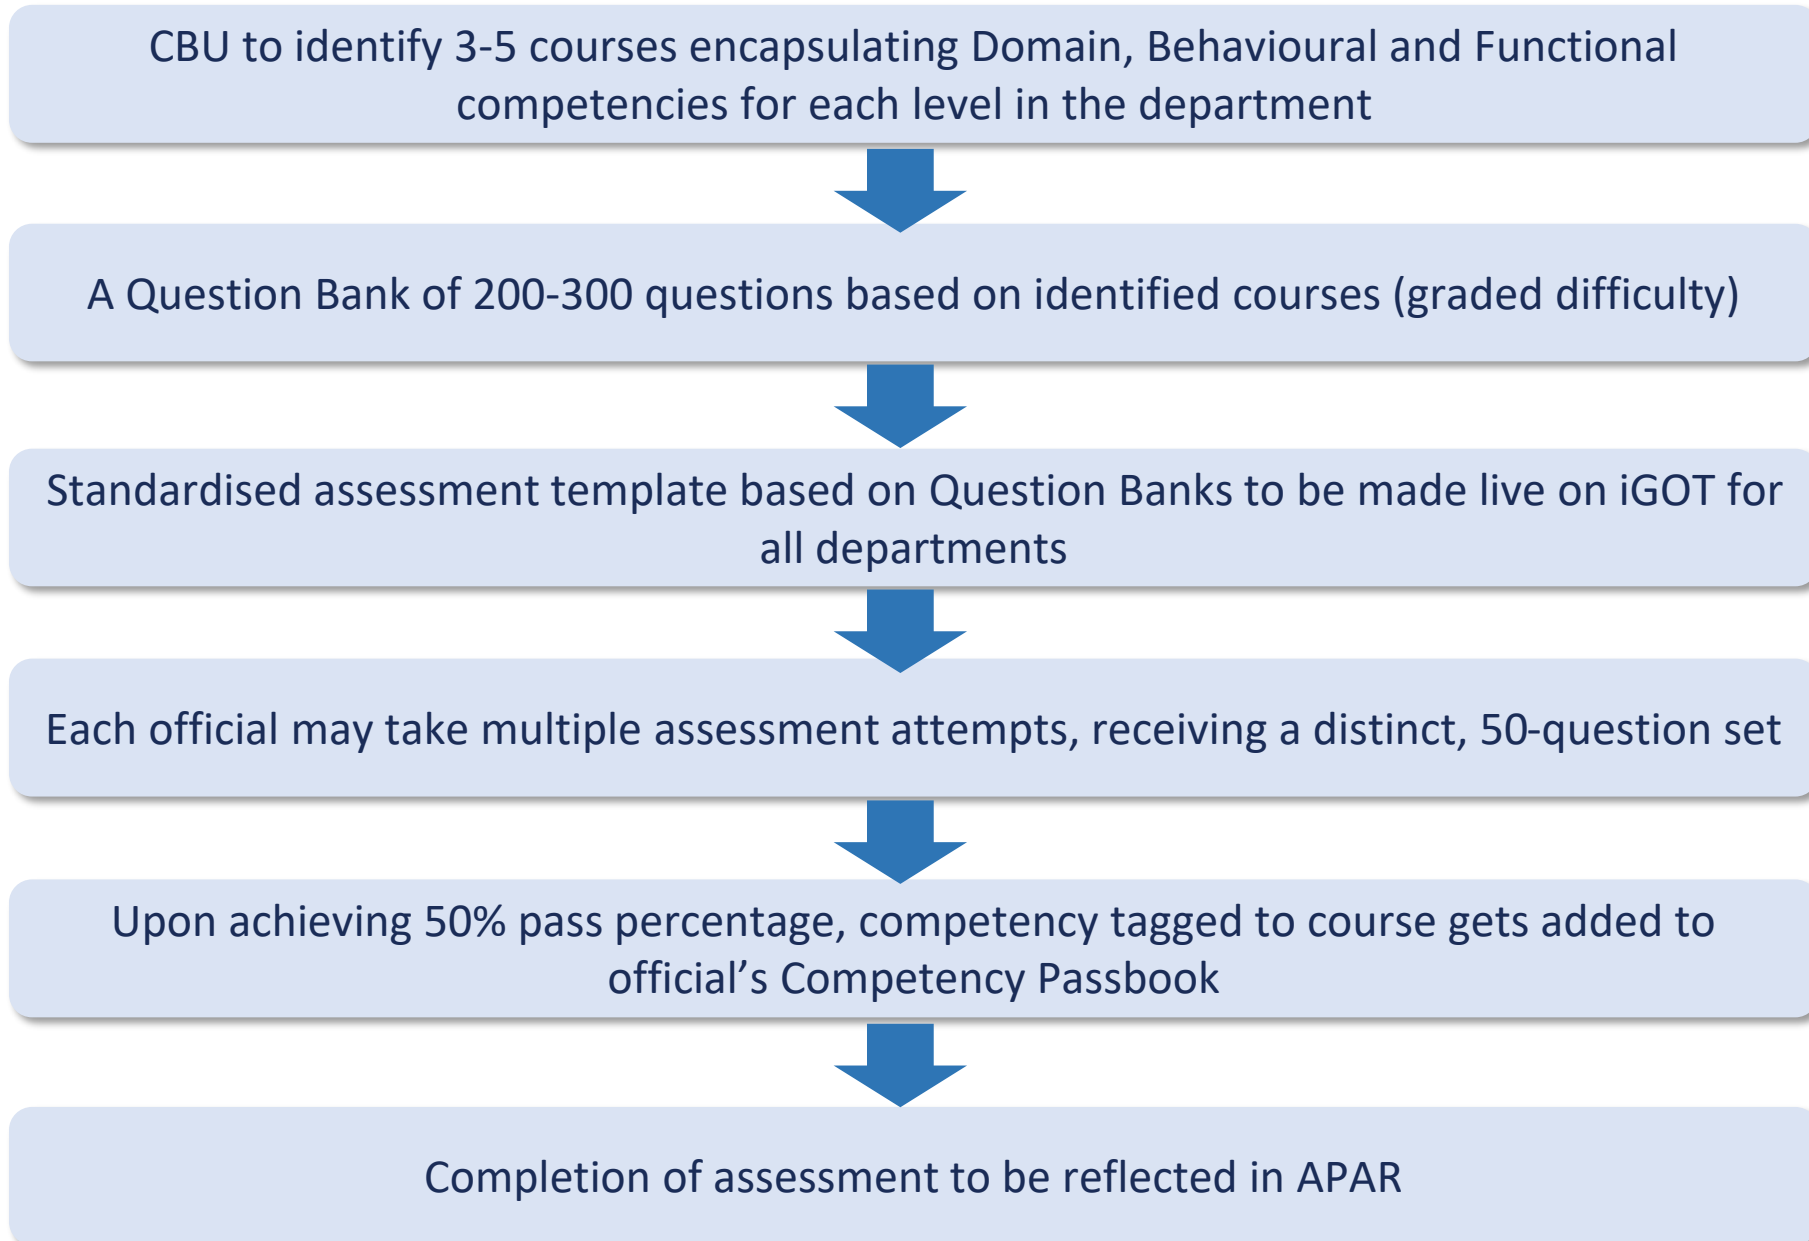 CBU to identify 3-5 courses encapsulating Domain, Behavioural and Functional
competencies for each level in the department
A Question Bank of 200-300 questions based on identified courses (graded difficulty)
Standardised assessment template based on Question Banks to be made live on iGOT for
all departments
Each official may take multiple assessment attempts, receiving a distinct, 50-question set
Upon achieving 50% pass percentage, competency tagged to course gets added to
official’s Competency Passbook
Completion of assessment to be reflected in APAR